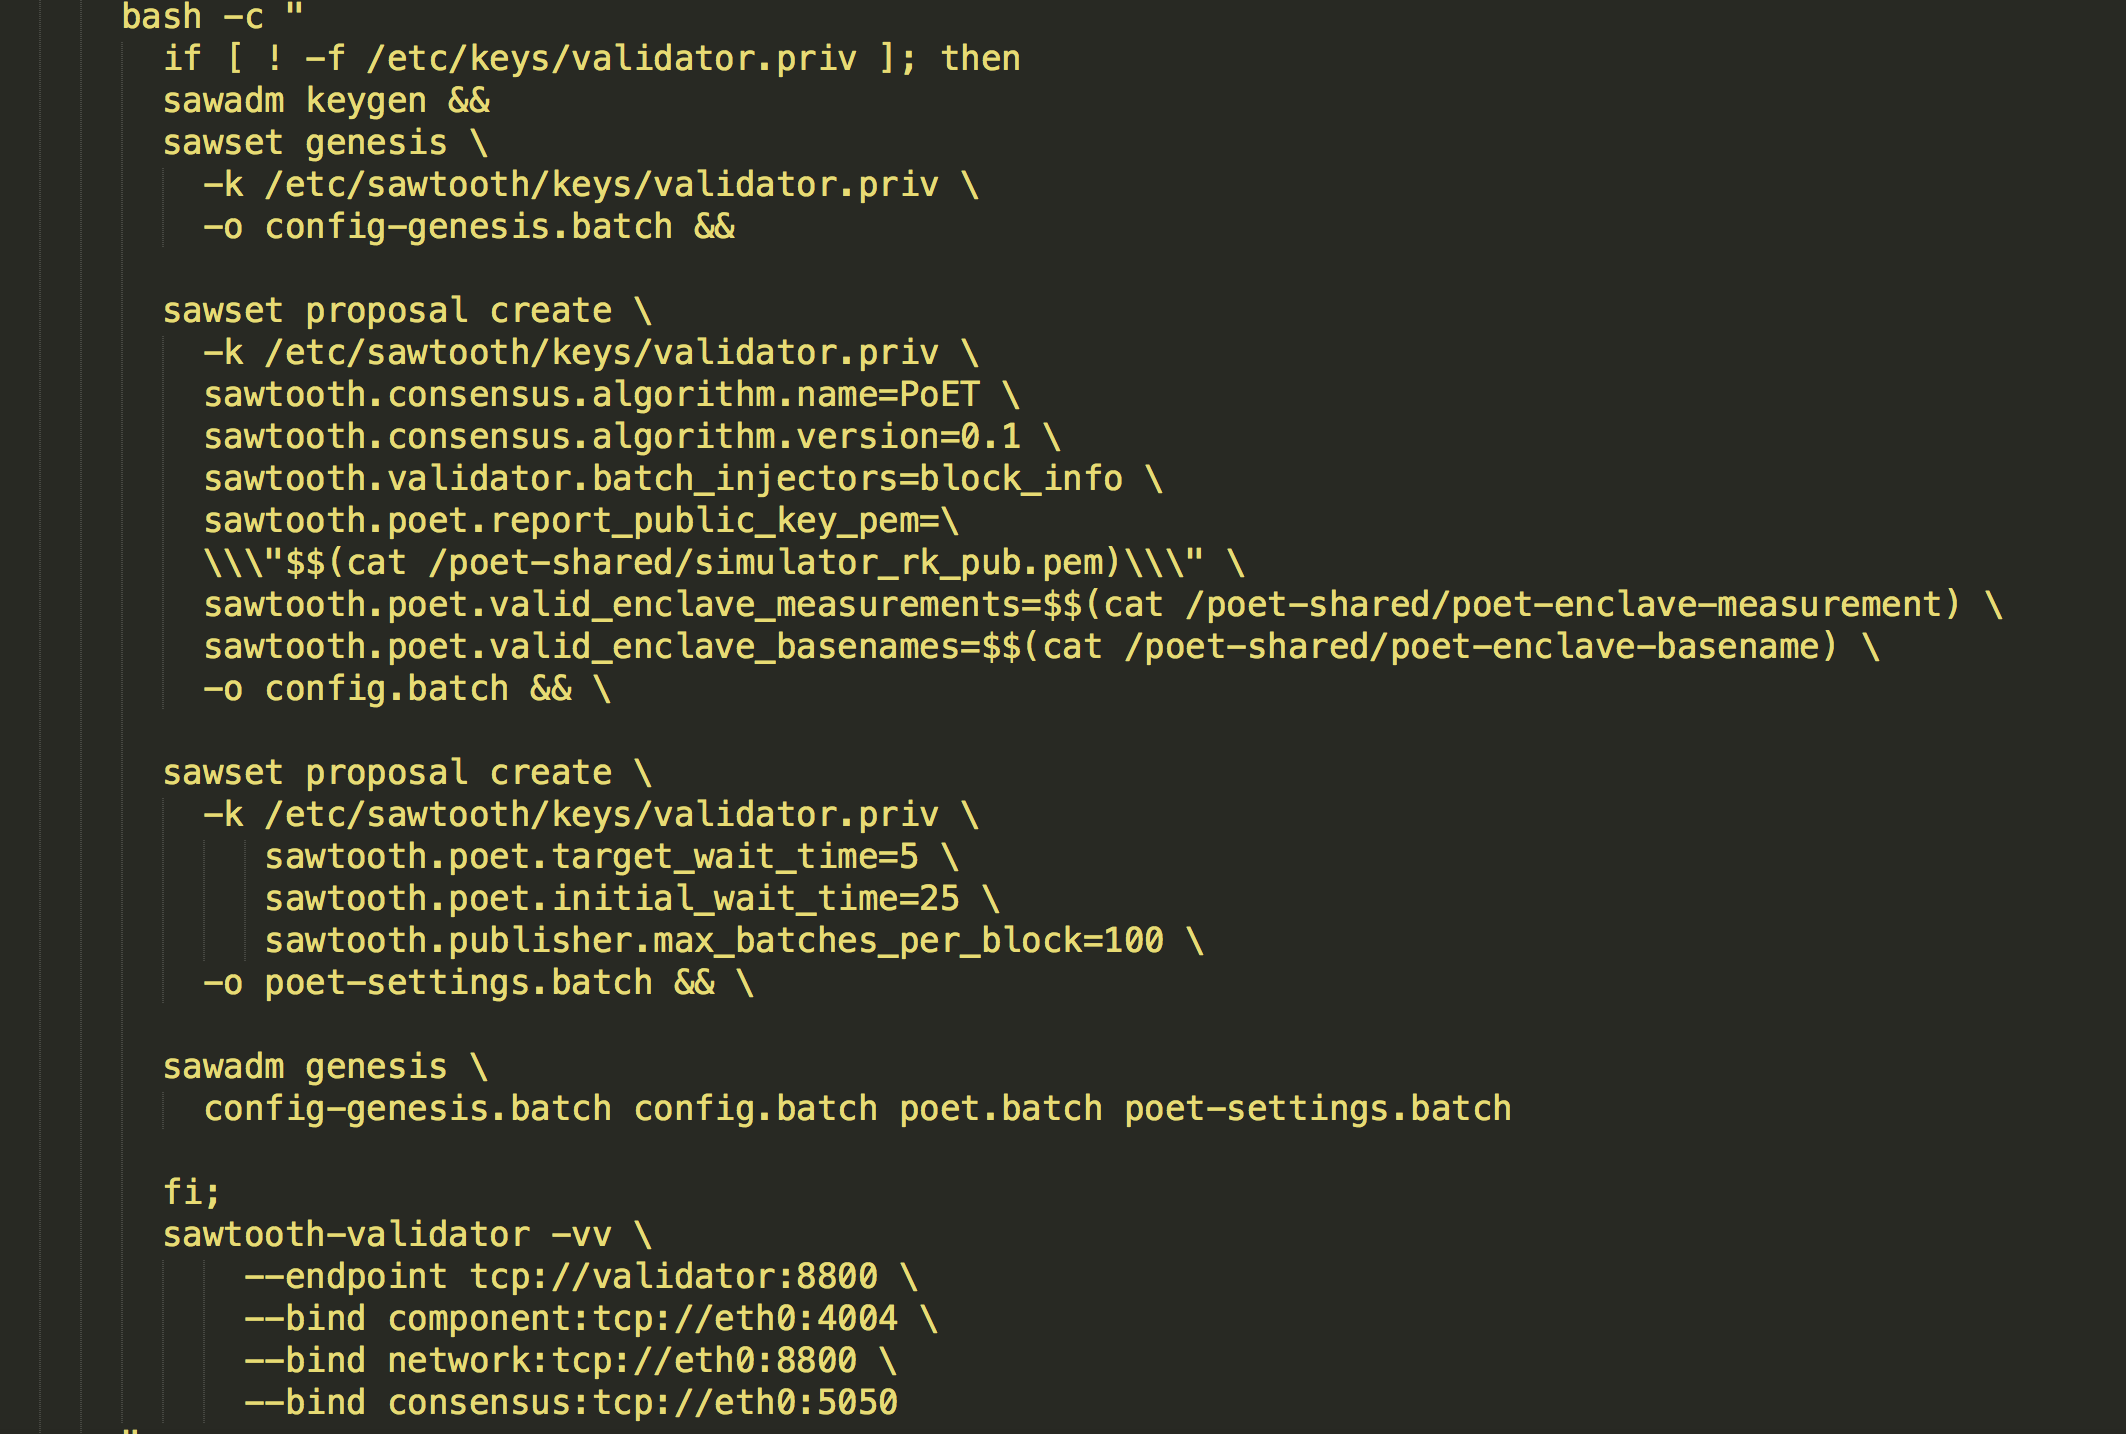 bash -c "
if [ ! -f /etc/keys/validator.priv ]; then
sawadm keygen &&
sawset genesis \
-k /etc/sawtooth/keys/validator.priv \
-o config-genesis.batch &&
sawset proposal create \
-k /etc/sawtooth/keys/validator.priv \
sawtooth.consensus.algorithm.name=PoET \
sawtooth.consensus.algorithm.version=0.1 \
sawtooth.validator.batch_injectors=block_info \
sawtooth.poet.report_public_key_pem=\
\\\"$$(cat /poet-shared/simulator_rk_pub.pem)\\\" \
sawtooth.poet.valid_enclave_measurements=$$(cat /poet-shared/poet-enclave-measurement) \
sawtooth.poet.valid_enclave_basenames=$$(cat /poet-shared/poet-enclave-basename) \
-o config.batch && \
sawset proposal create \
-k /etc/sawtooth/keys/validator.priv \
sawtooth.poet.target_wait_time=5 \
sawtooth.poet.initial_wait_time=25 \
sawtooth.publisher.max_batches_per_block=100 \
-o poet-settings.batch && \
sawadm genesis \
config-genesis.batch config.batch poet.batch poet-settings.batch
fi;
sawtooth-validator -vv \
--endpoint tcp://validator:8800 \
--bind component:tcp://eth0:4004 \
--bind network:tcp://eth0:8800 \
--bind consensus:tcp://eth0:5050
"